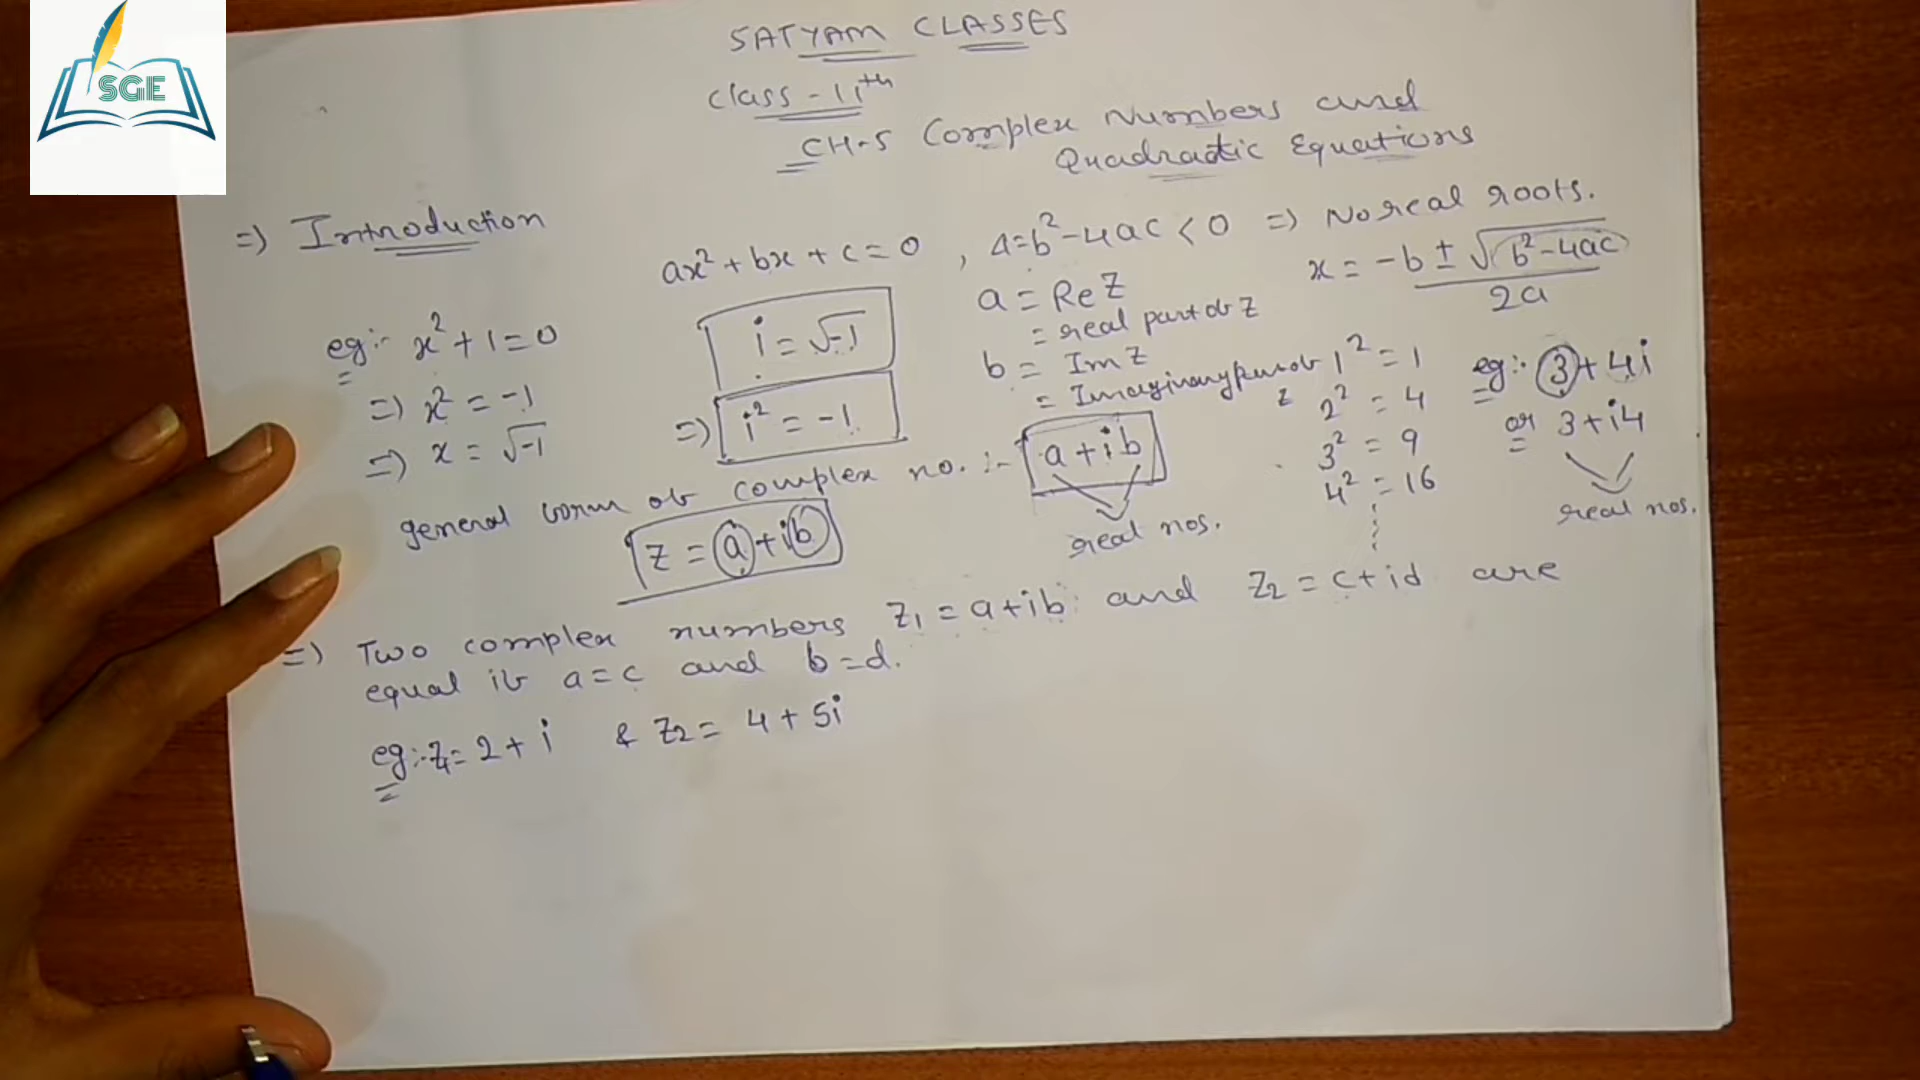 SGE
SATYAM CLASSES
Class - 11th
CH-5 Complex Numbers and
Quadratic Equations
=> Introduction
ax² + bx + c = 0 , Δ=b²-4ac < 0 => No real roots.
x = -b ± √b²-4ac
2a
eg:- x² + 1 = 0
=> x² = -1
=> x = √-1
i = √-1
=> i² = -1
a = Re Z
= real part of Z
b = Im Z
= Imaginary part of
Z
1² = 1
2² = 4
3² = 9
4² = 16
eg:- 3 + 4i
or 3 + i4
real nos.
general form of complex no. :- a + ib
real nos.
Z = a + ib
=> Two complex numbers Z1 = a + ib and Z2 = c + id are
equal if a = c and b = d.
eg:- Z1 = 2 + i & Z2 = 4 + 5i